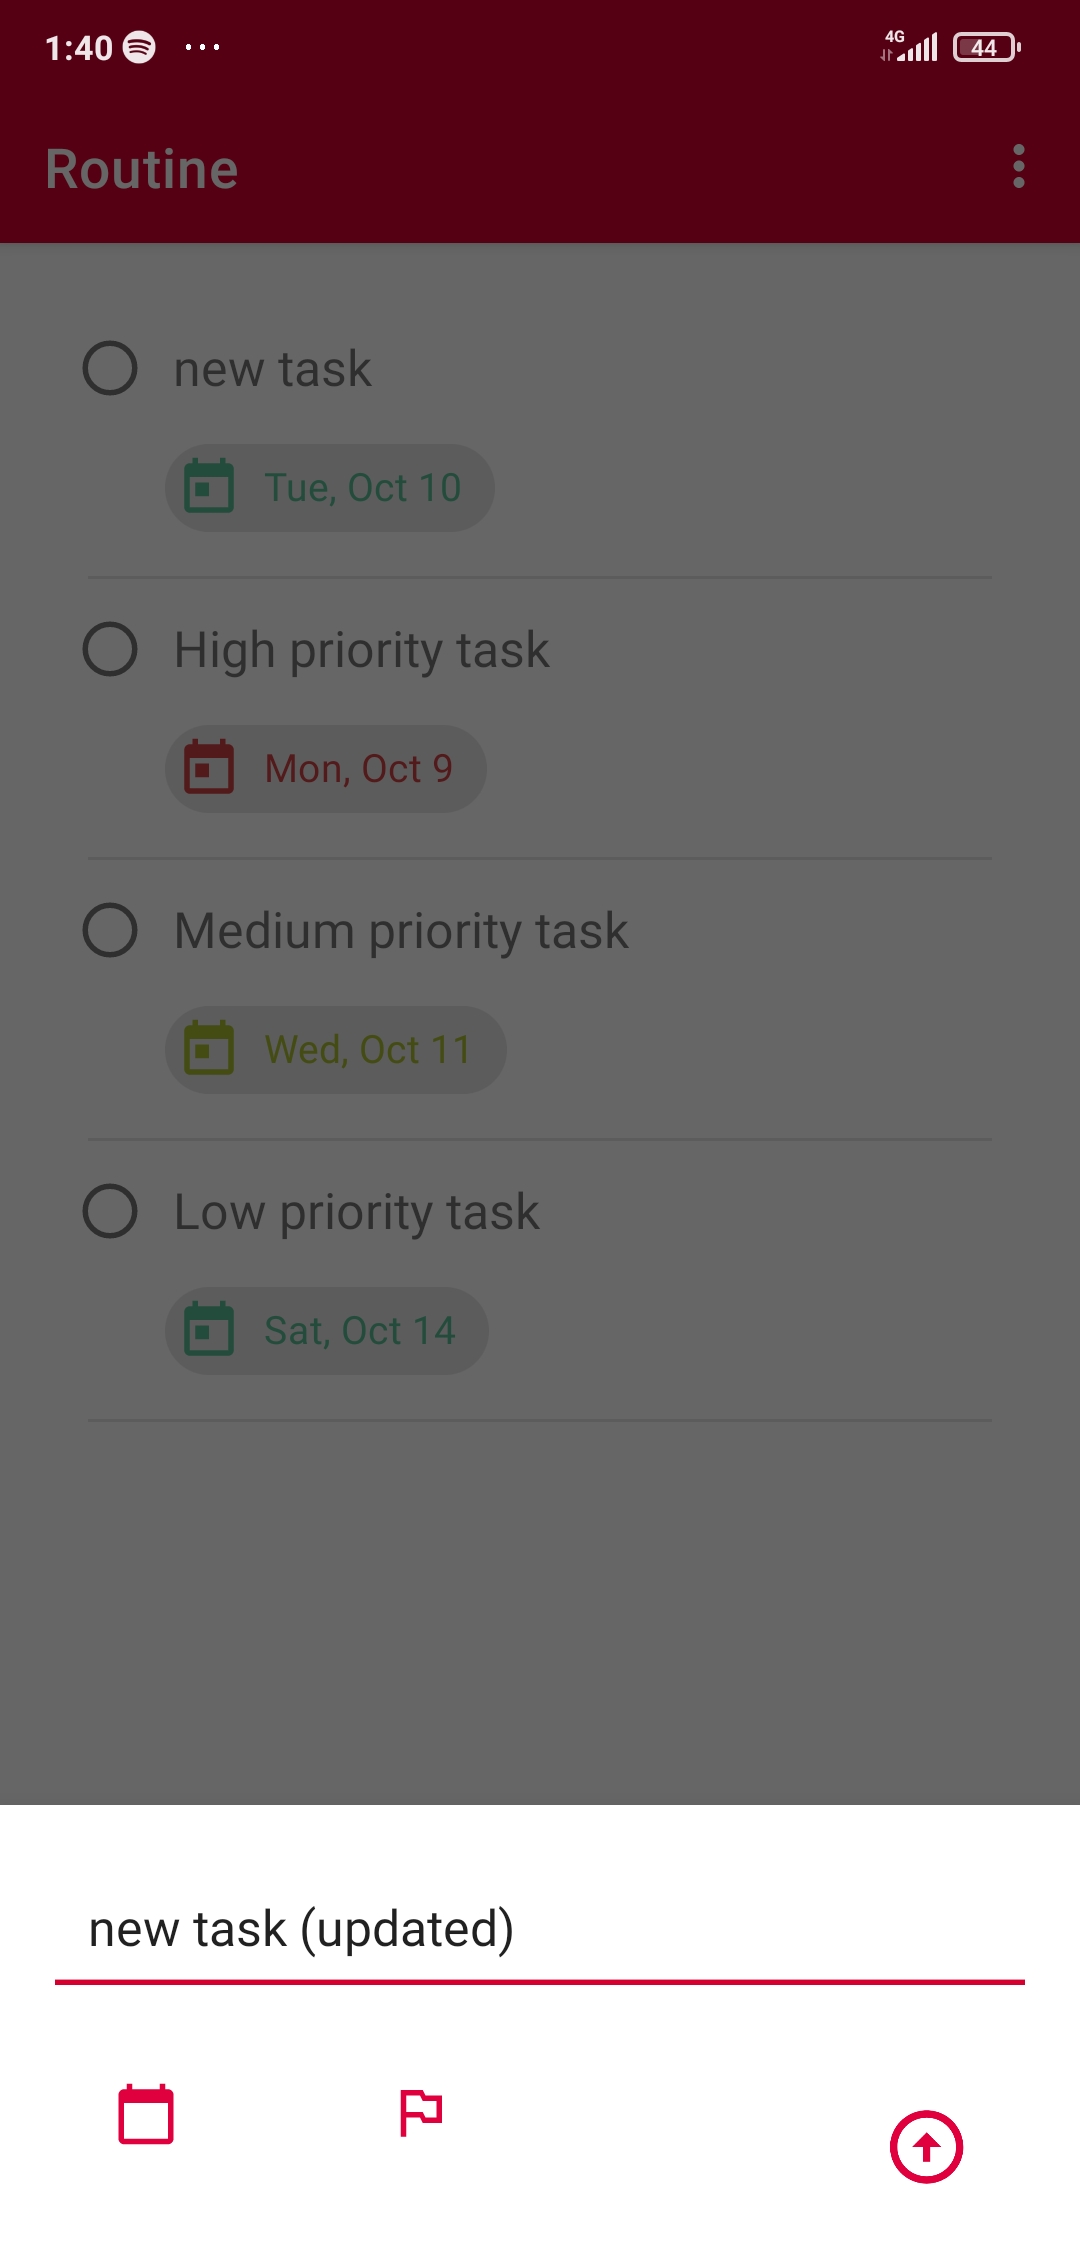 1:40 ... 4G 44
Routine
new task
Tue, Oct 10
High priority task
Mon, Oct 9
Medium priority task
Wed, Oct 11
Low priority task
Sat, Oct 14
new task (updated)